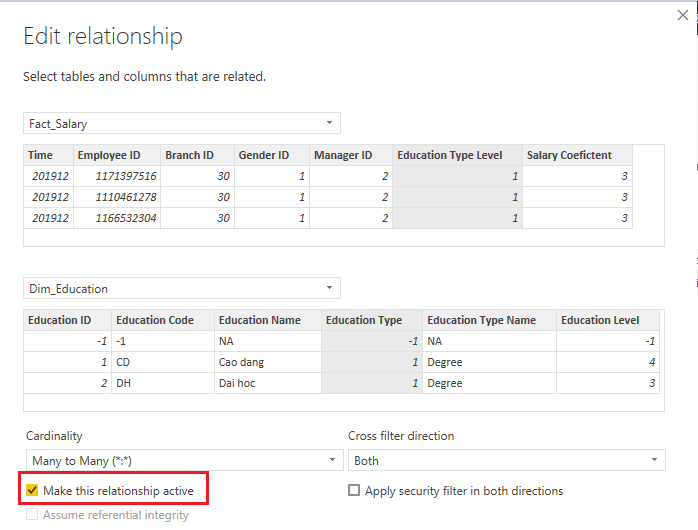 Edit relationship
Select tables and columns that are related.
Fact_Salary
Time Employee ID Branch ID Gender ID Manager ID Education Type Level Salary Coefictent
201912 1171397516 30 1 2 1 3
201912 1110461278 30 1 2 1 3
201912 1166532304 30 1 2 1 3
Dim_Education
Education ID Education Code Education Name Education Type Education Type Name Education Level
-1 -1 NA -1 NA -1
1 CD Cao dang 1 Degree 4
2 DH Dai hoc 1 Degree 3
Cardinality Cross filter direction
Many to Many (*:*) Both
Make this relationship active Apply security filter in both directions
Assume referential integrity